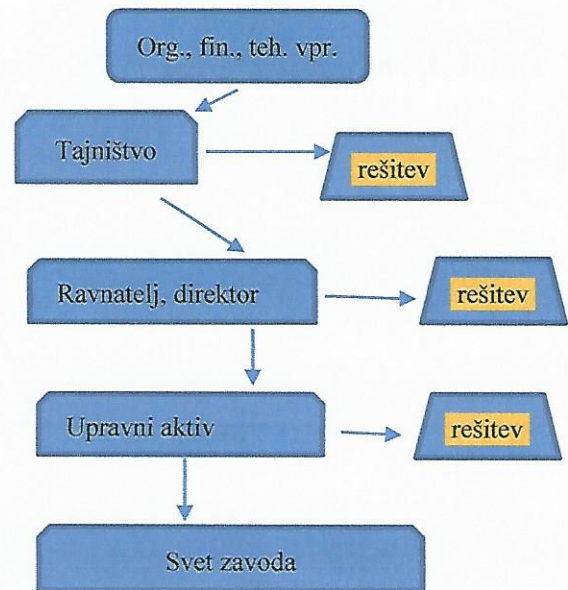 Org., fin., teh. vpr.
Tajništvo
rešitev
Ravnatelj, direktor
rešitev
Upravni aktiv
rešitev
Svet zavoda